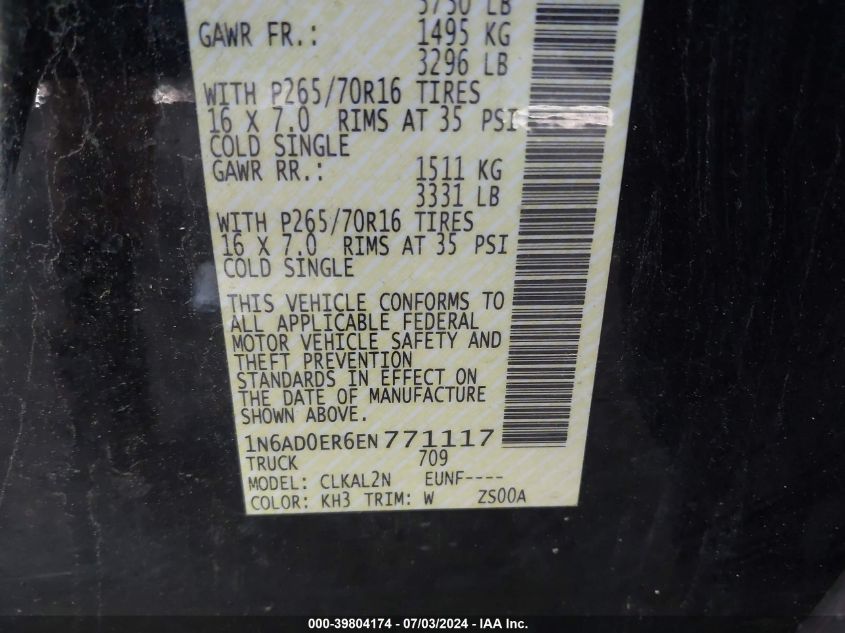 5750 LB
GAWR FR.: 1495 KG
3296 LB
WITH P265/70R16 TIRES
16 X 7.0 RIMS AT 35 PSI
COLD SINGLE
GAWR RR.: 1511 KG
3331 LB
WITH P265/70R16 TIRES
16 X 7.0 RIMS AT 35 PSI
COLD SINGLE
THIS VEHICLE CONFORMS TO
ALL APPLICABLE FEDERAL
MOTOR VEHICLE SAFETY AND
THEFT PREVENTION
STANDARDS IN EFFECT ON
THE DATE OF MANUFACTURE
SHOWN ABOVE.
1N6AD0ER6EN771117
TRUCK 709
MODEL: CLKAL2N EUNF----
COLOR: KH3 TRIM: W ZS00A
000-39804174 - 07/03/2024 - IAA Inc.